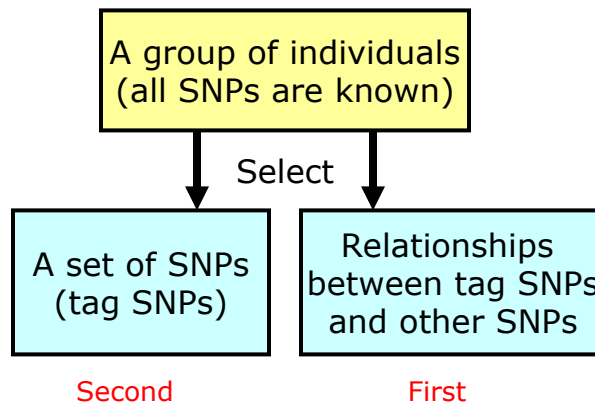 A group of individuals
(all SNPs are known)
Select
A set of SNPs
(tag SNPs)
Relationships
between tag SNPs
and other SNPs
Second
First